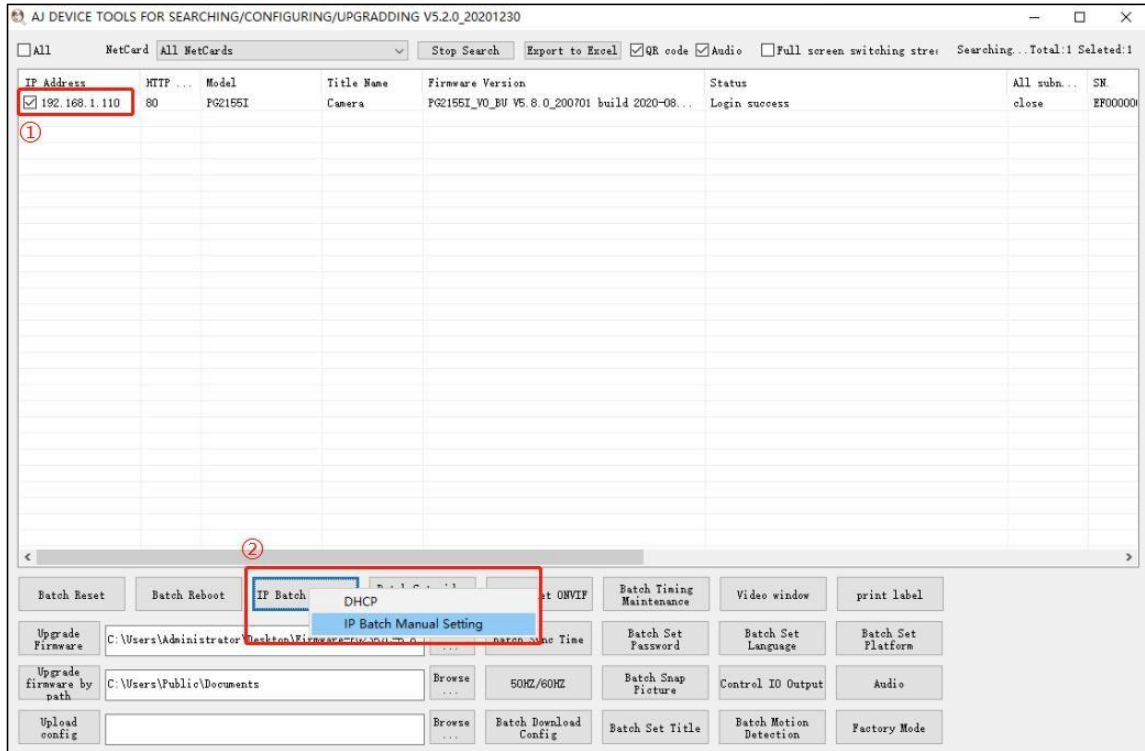 AJ DEVICE TOOLS FOR SEARCHING/CONFIGURING/UPGRADDING V5.2.0_20201230
All NetCard All NetCards Stop Search Export to Excel QR code Audio Full screen switching stre Searching...Total:1 Seleted:1
IP Address HTTP ... Model Title Name Firmware Version Status All subn... SN.
192.168.1.110 80 PG2155I Camera PG2155I_VO_BU V5.8.0_200701 build 2020-08... Login success close EF00000
①
②
Batch Reset Batch Reboot IP Batch et ONVIF Batch Timing Maintenance Video window print label
DHCP
IP Batch Manual Setting
Upgrade Firmware C:\Users\Administrator\Desktop\ ... Sync Time Batch Set Password Batch Set Language Batch Set Platform
Upgrade firmware by path C:\Users\Public\Documents Browse ... 50HZ/60HZ Batch Snap Picture Control IO Output Audio
Upload config Browse ... Batch Download Config Batch Set Title Batch Motion Detection Factory Mode